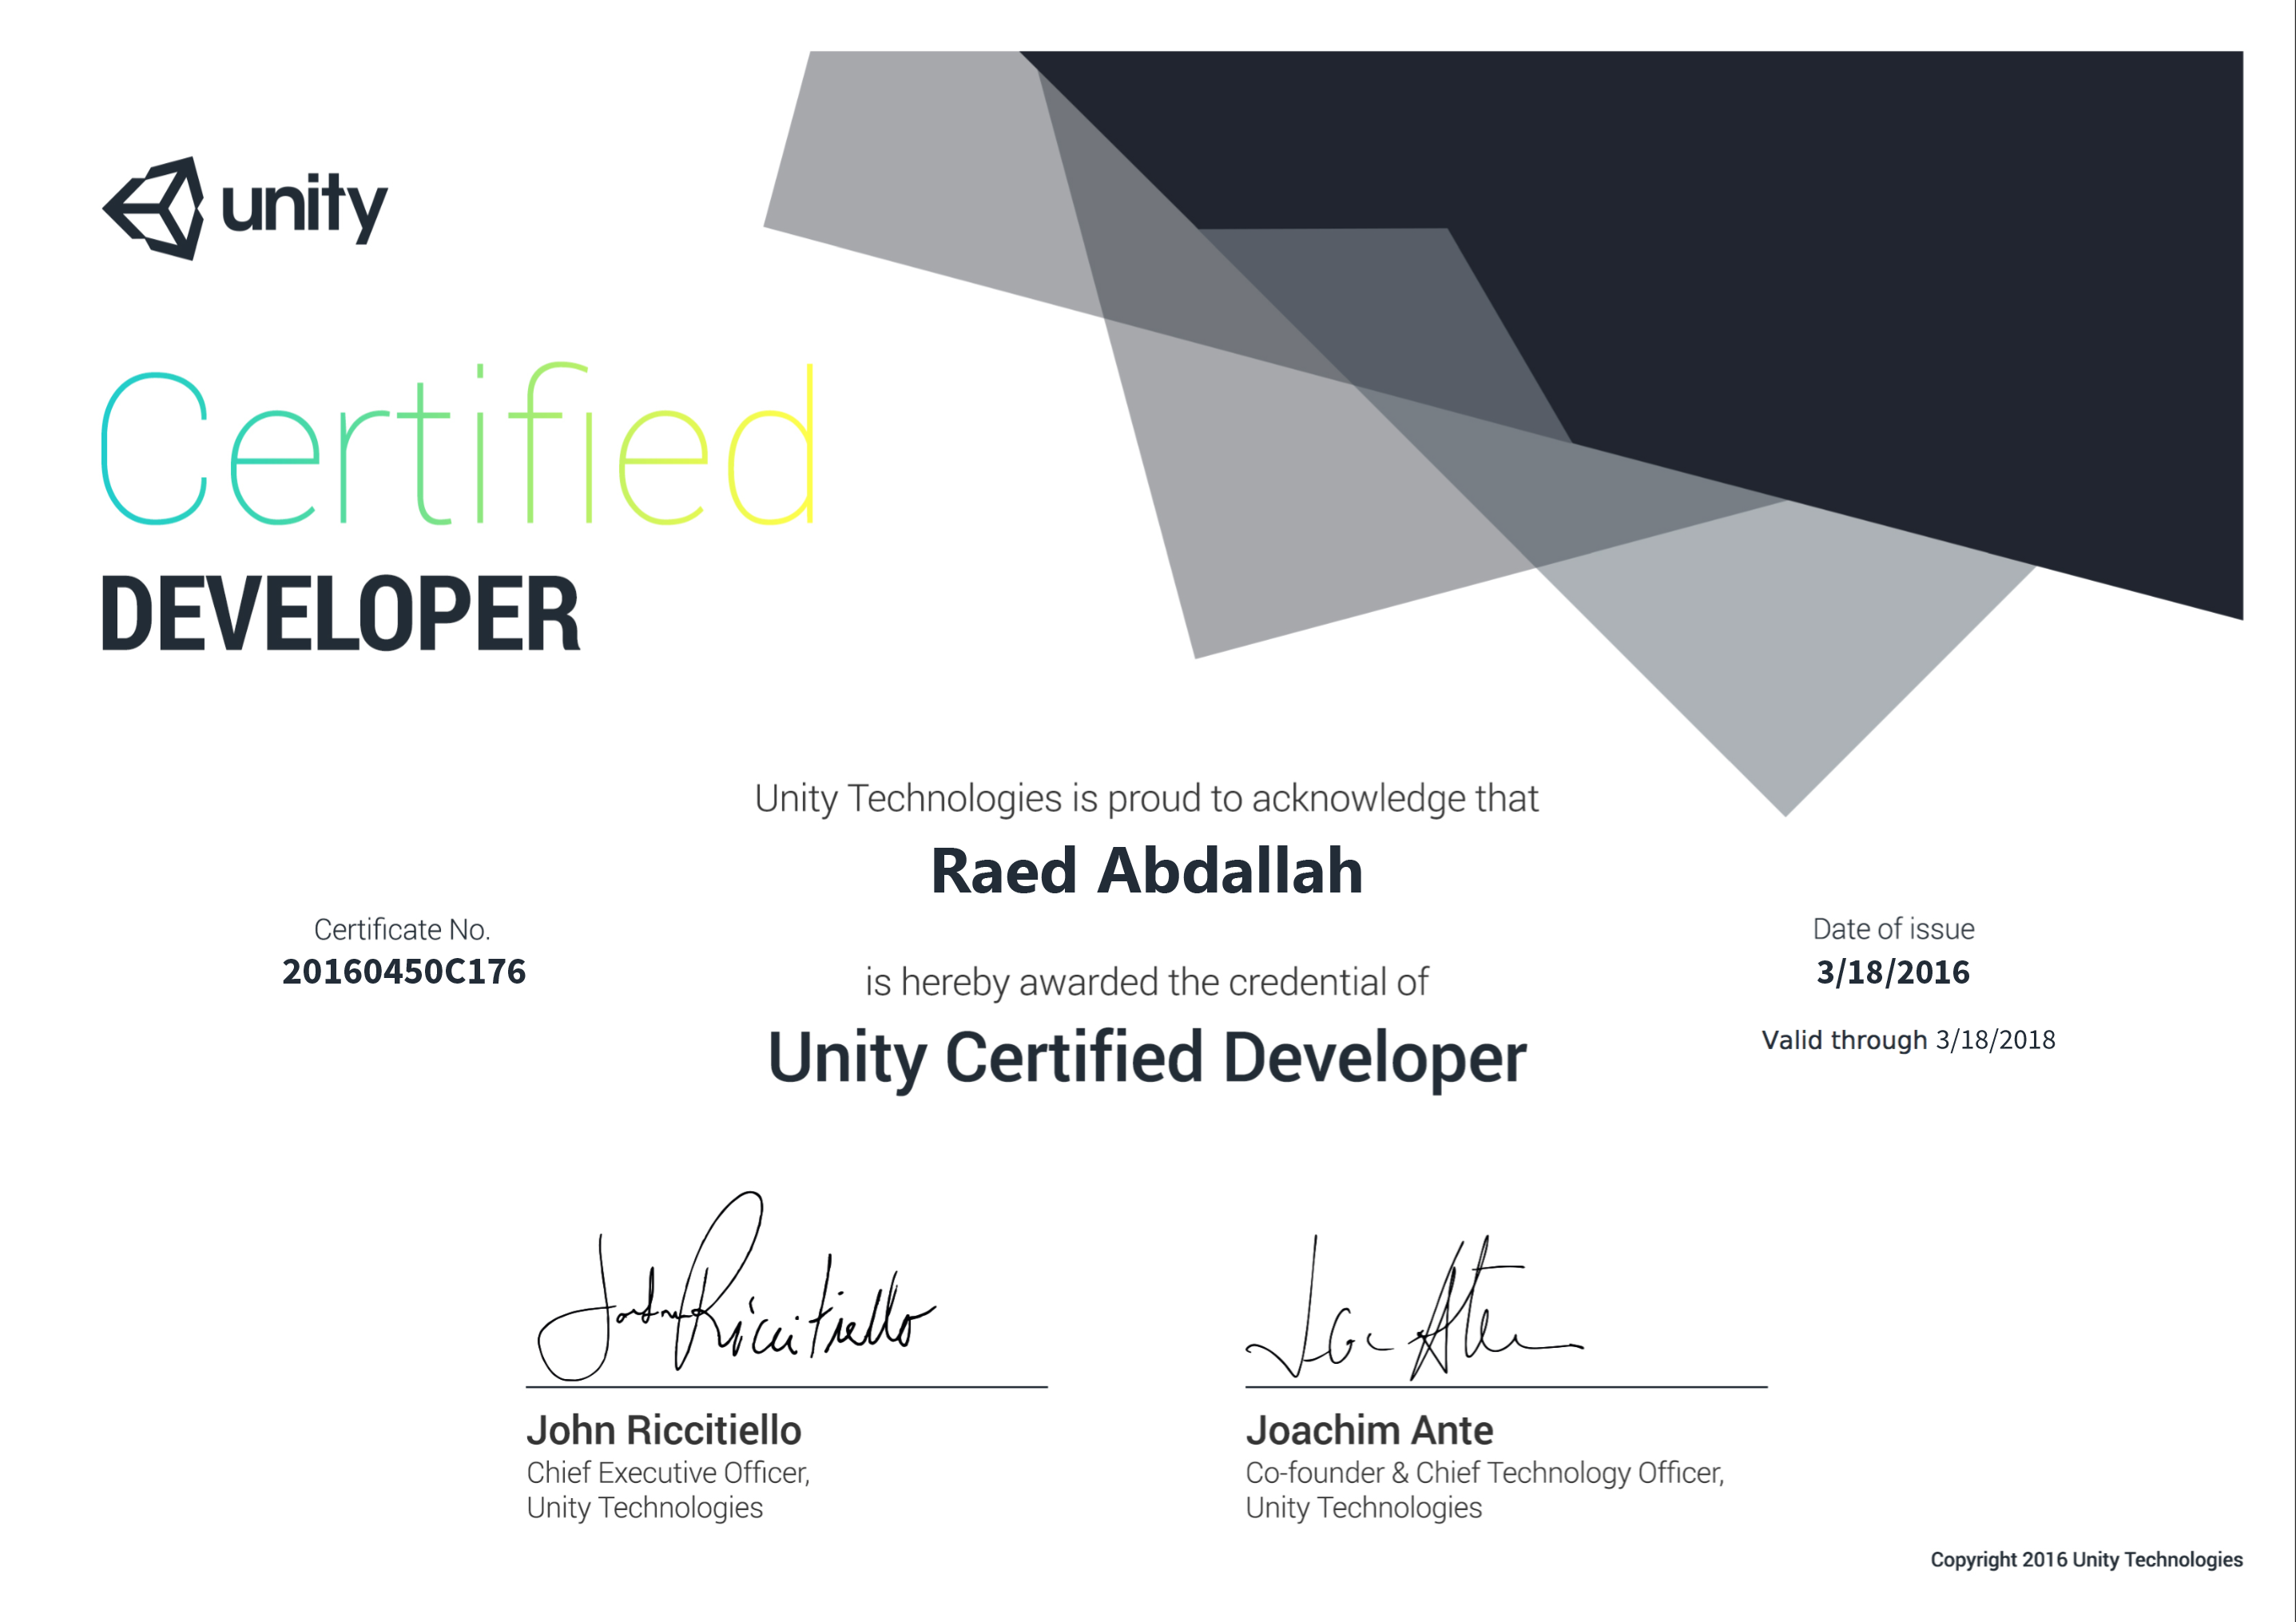 unity
Certified
DEVELOPER
Unity Technologies is proud to acknowledge that
Raed Abdallah
Certificate No.
20160450C176
is hereby awarded the credential of
Unity Certified Developer
Date of issue
3/18/2016
Valid through 3/18/2018
John Riccitiello
John Riccitiello
Chief Executive Officer,
Unity Technologies
Joachim Ante
Co-founder & Chief Technology Officer,
Unity Technologies
Copyright 2016 Unity Technologies